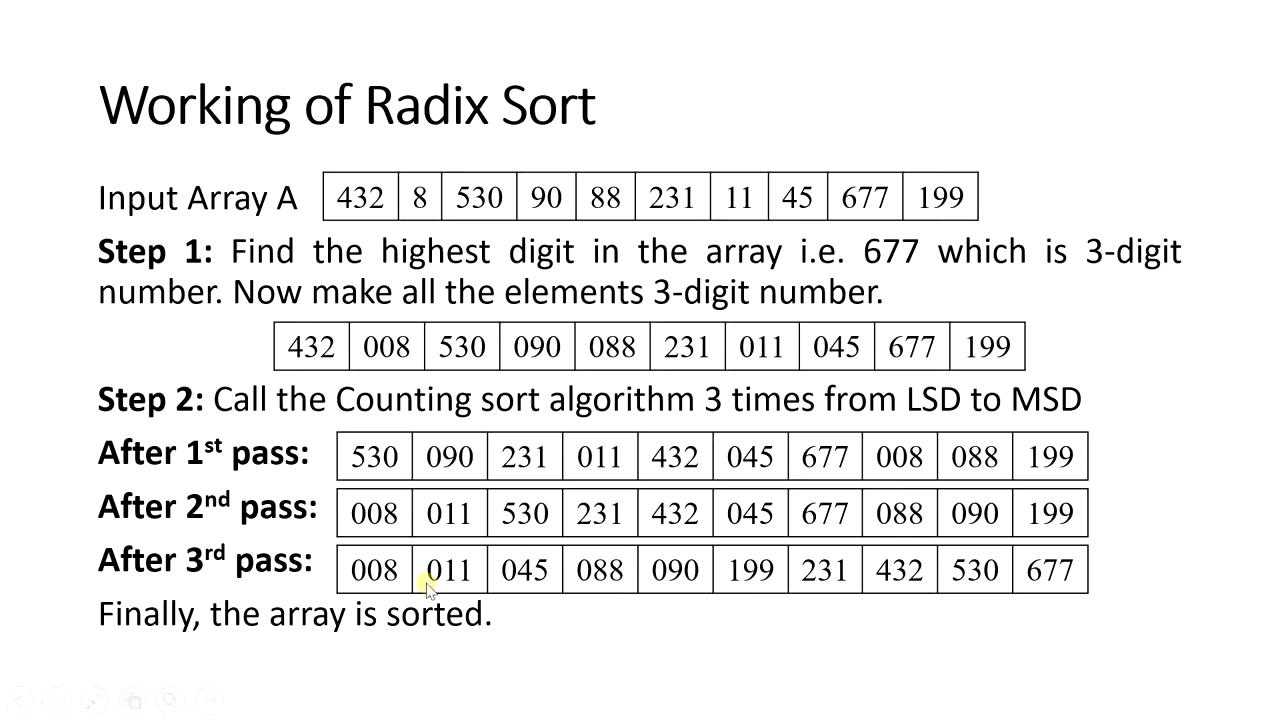 Working of Radix Sort
Input Array A 432 8 530 90 88 231 11 45 677 199
Step 1: Find the highest digit in the array i.e. 677 which is 3-digit
number. Now make all the elements 3-digit number.
432 008 530 090 088 231 011 045 677 199
Step 2: Call the Counting sort algorithm 3 times from LSD to MSD
After 1st pass: 530 090 231 011 432 045 677 008 088 199
After 2nd pass: 008 011 530 231 432 045 677 088 090 199
After 3rd pass: 008 011 045 088 090 199 231 432 530 677
Finally, the array is sorted.